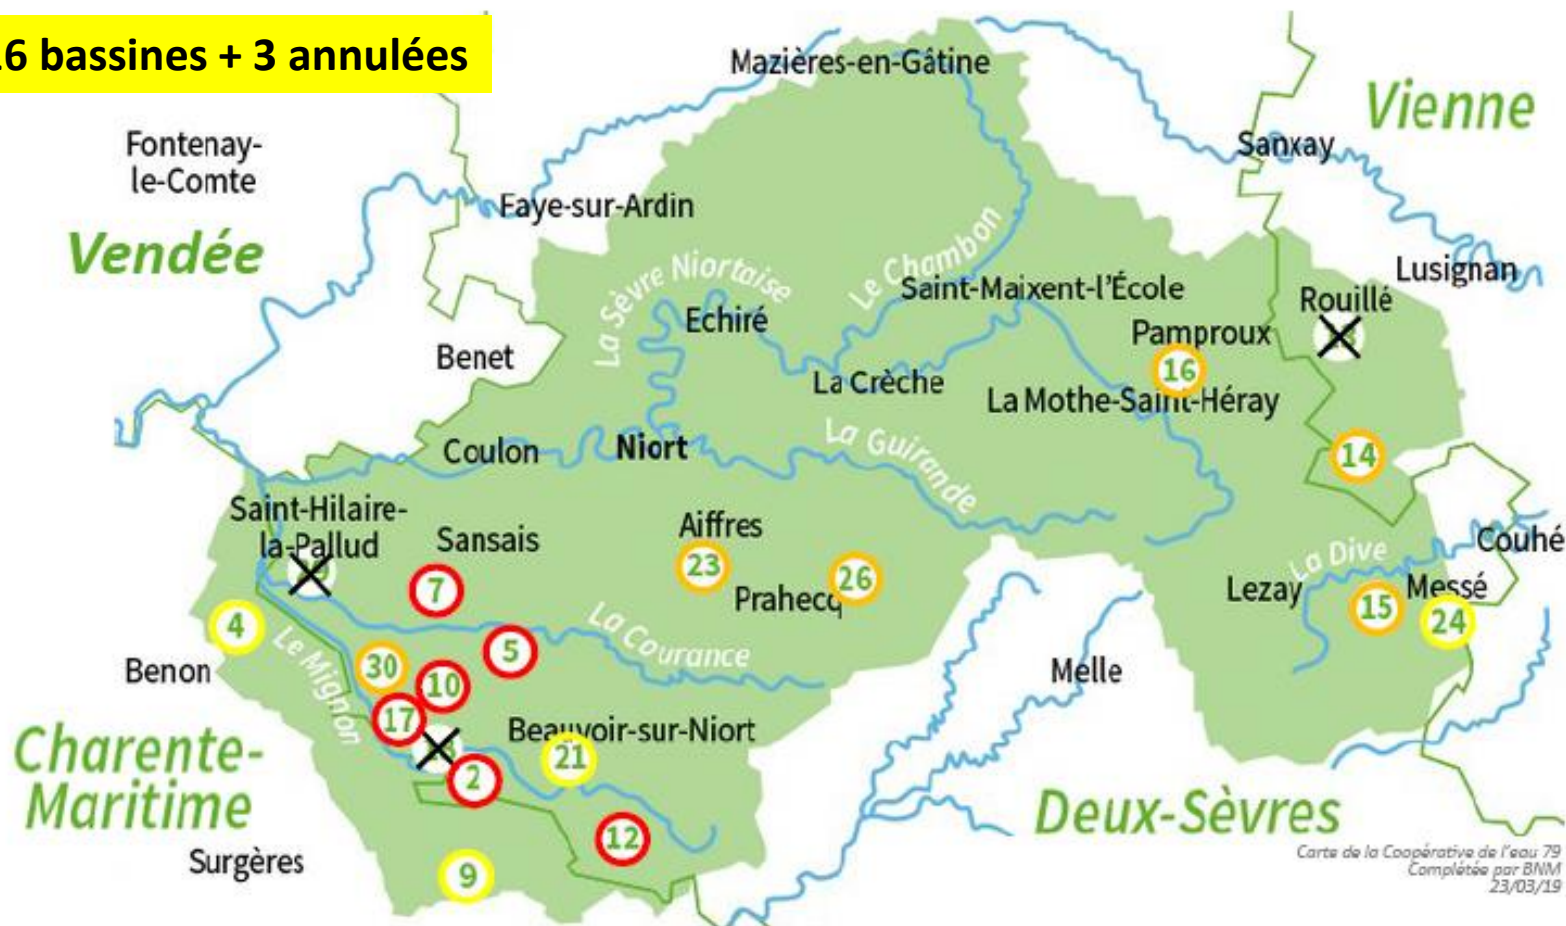 6 bassines + 3 annulées
Mazières-en-Gâtine
Vienne
Fontenay-
le-Comte
Sanxay
Faye-sur-Ardin
Vendée
Lusignan
La Sèvre Niortaise
Le Chambon
Saint-Maixent-l'École
Rouillé
Echiré
Pamproux
Benet
16
La Crèche
La Mothe-Saint-Héray
Coulon
Niort
La Guirande
14
Saint-Hilaire-
la-Pallud
Sansais
Aiffres
Couhé
La Dive
23
26
7
Prahecq
Lezay
Messé
15
24
4
Le Mignon
5
La Courance
Benon
30
10
Melle
17
Beauvoir-sur-Niort
21
2
Charente-
Maritime
Deux-Sèvres
12
Surgères
9
Carte de la Coopérative de l'eau 79
Complétée par BNM
23/03/19